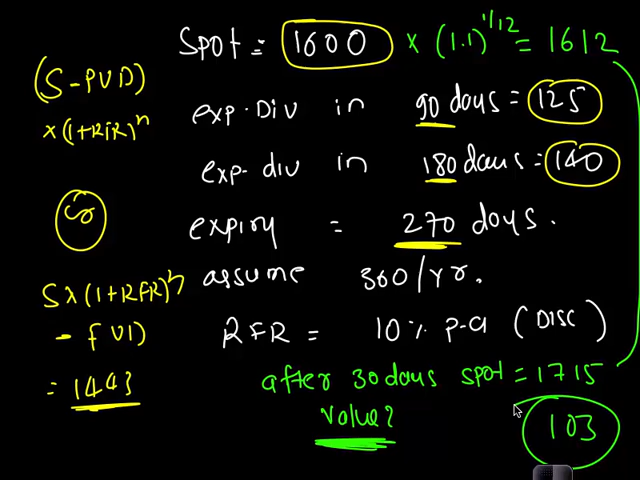 Spot = 1600 × (1.1)^1/12 = 1612
(S - PVD)
× (1+RFR)^n
exp. Div in 90 days = 125
exp. div in 180 days = 140
expiry = 270 days.
assume 360/yr.
S × (1+RFR)^n
- FVD)
= 1443
RFR = 10% p.a (DISC)
after 30 days spot = 1715
value?
103